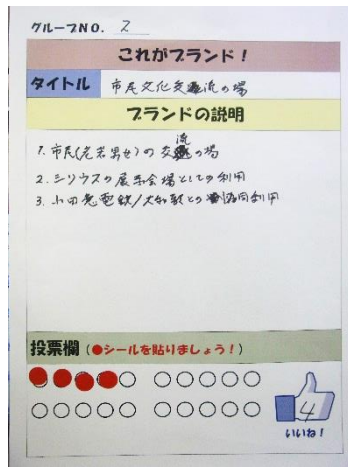 グループNO. 2
これがブランド!
タイトル 市民文化交流の場
ブランドの説明
1. 市民(老若男女)の交流の場
2. シリウスの展示会場としての利用
3. 小田急電鉄/大和駅との協同利用
投票欄(●シールを貼りましょう!)
4
いいね!